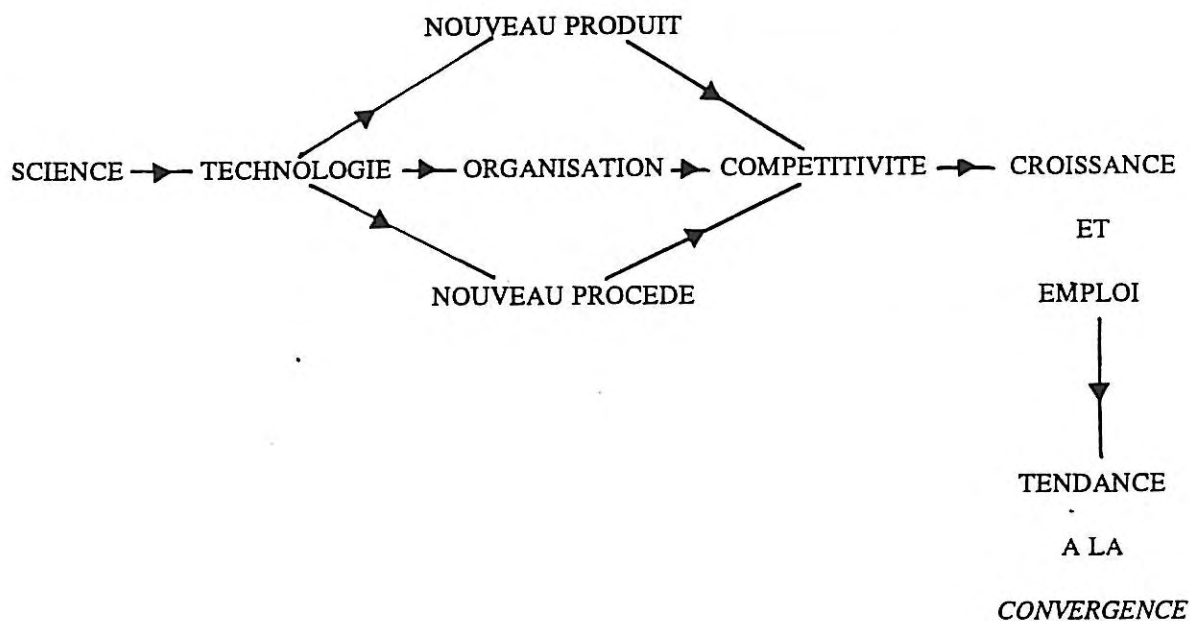 NOUVEAU PRODUIT
SCIENCE TECHNOLOGIE ORGANISATION COMPETITIVITE CROISSANCE
ET
NOUVEAU PROCEDE EMPLOI
TENDANCE
A LA
CONVERGENCE